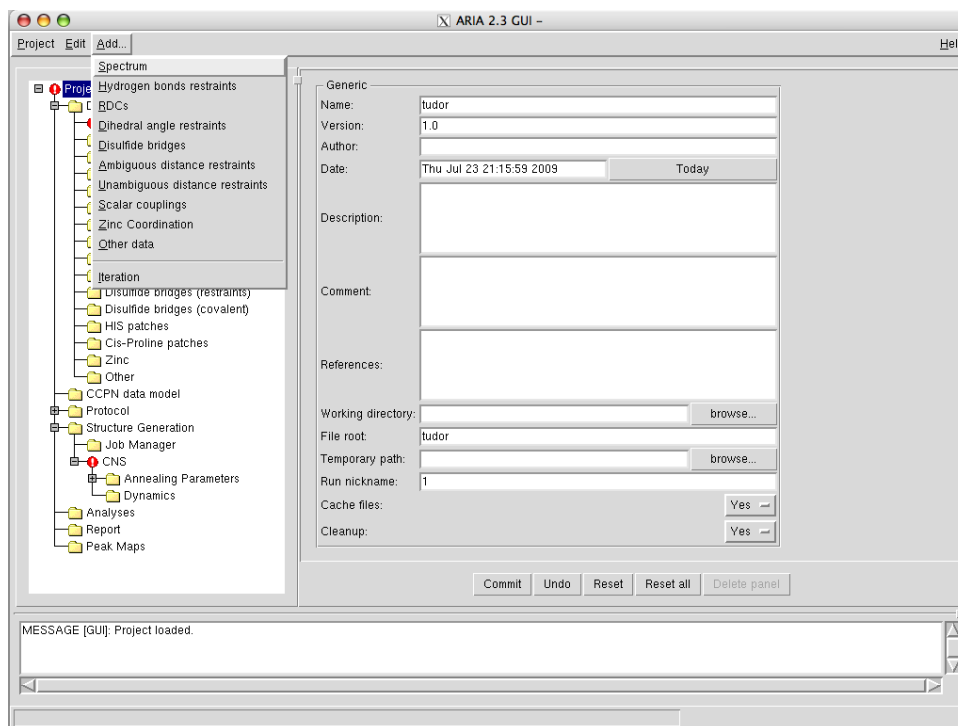 ARIA 2.3 GUI –
Project Edit Add... Hel
Spectrum
Hydrogen bonds restraints
RDCs
Dihedral angle restraints
Disulfide bridges
Ambiguous distance restraints
Unambiguous distance restraints
Scalar couplings
Zinc Coordination
Other data
Iteration
Proje
D
Disulfide bridges (restraints)
Disulfide bridges (covalent)
HIS patches
Cis-Proline patches
Zinc
Other
CCPN data model
Protocol
Structure Generation
Job Manager
CNS
Annealing Parameters
Dynamics
Analyses
Report
Peak Maps
Generic
Name: tudor
Version: 1.0
Author:
Date: Thu Jul 23 21:15:59 2009 Today
Description:
Comment:
References:
Working directory: browse...
File root: tudor
Temporary path: browse...
Run nickname: 1
Cache files: Yes
Cleanup: Yes
Commit Undo Reset Reset all Delete panel
MESSAGE [GUI]: Project loaded.